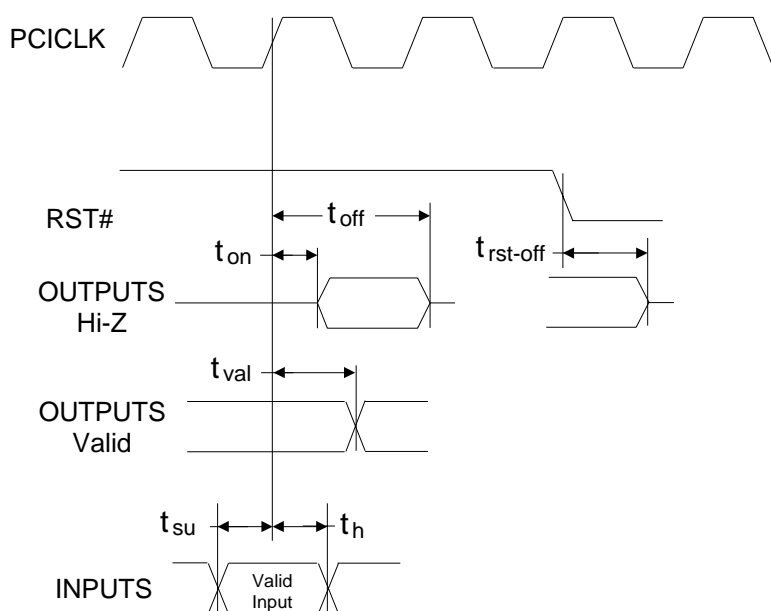 PCICLK
RST#
toff
ton
trst-off
OUTPUTS
Hi-Z
tval
OUTPUTS
Valid
tsu
th
INPUTS
Valid
Input